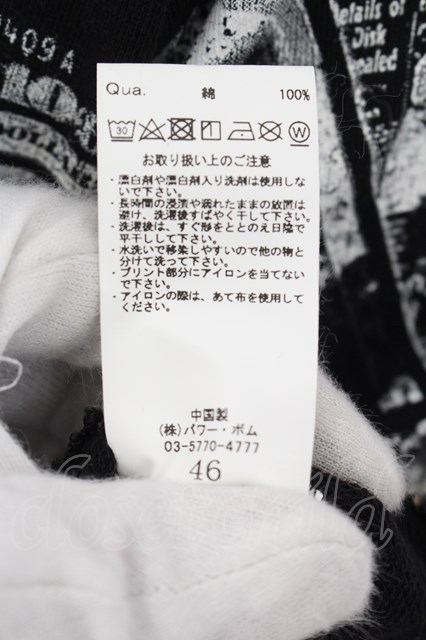 409A
etails of
Disk
ealed
Qua. 綿 100%
30
W
お取り扱い上のご注意
・漂白剤や漂白剤入り洗剤は使用しな
いで下さい。
・長時間の浸漬や濡れたままの放置は
避け、洗濯後すばやく干して下さい。
・洗濯後は、すぐ形をととのえ日陰で
平干しして下さい。
・水洗いで移染しやすいので他の物と
分けて洗って下さい。
・プリント部分にアイロンを当てない
で下さい。
・アイロンの際は、あて布を使用して
ください。
中国製
(株)パワー・ボム
03-5770-4777
46